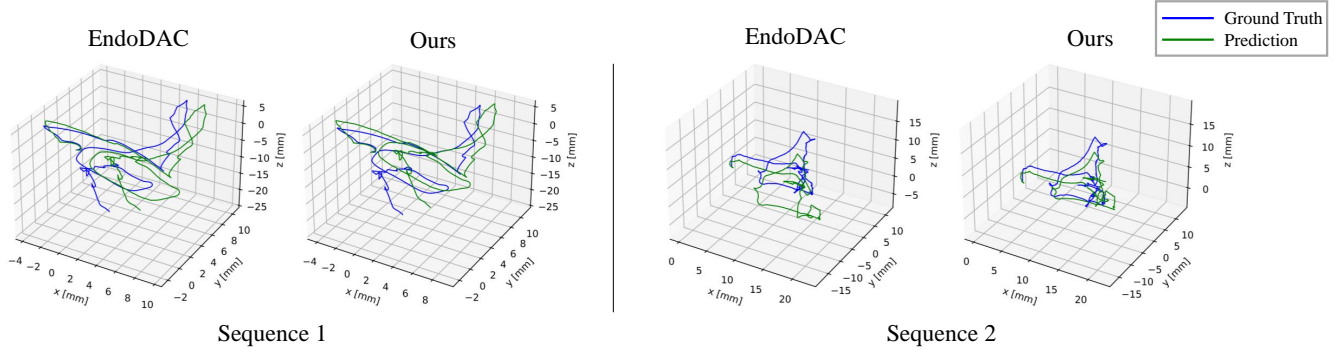 EndoDAC
Ours
EndoDAC
Ours
Ground Truth
Prediction
5
0
−5
−10
−15
−20
−25
z [mm]
−4 −2 0 2 4 6 8 10
x [mm]
−2 0 2 4 6 8 10
y [mm]
5
0
−5
−10
−15
−20
−25
z [mm]
−4 −2 0 2 4 6 8
x [mm]
−2 0 2 4 6 8 10
y [mm]
15
10
5
0
−5
z [mm]
0 5 10 15 20
x [mm]
−15 −10 −5 0 5 10
y [mm]
15
10
5
0
z [mm]
0 5 10 15 20
x [mm]
−15 −10 −5 0 5 10
y [mm]
Sequence 1
Sequence 2